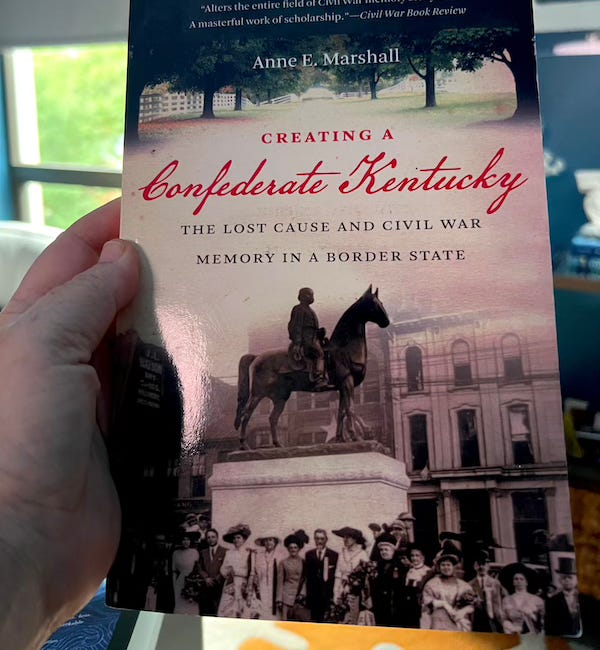 "Alters the entire field of Civil War memory
A masterful work of scholarship."—Civil War Book Review
Anne E. Marshall
CREATING A
Confederate Kentucky
THE LOST CAUSE AND CIVIL WAR
MEMORY IN A BORDER STATE